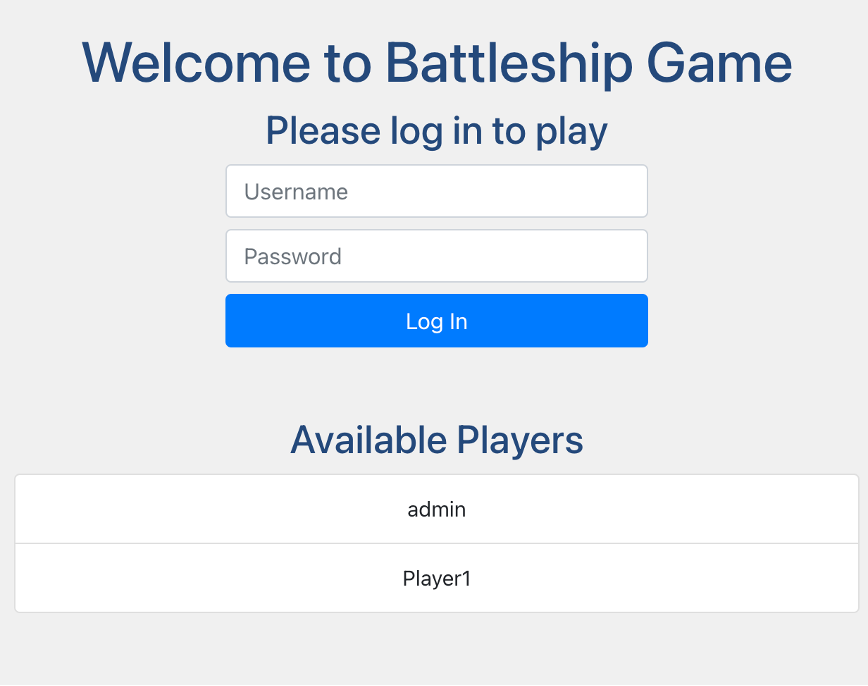 Welcome to Battleship Game
Please log in to play
Username
Password
Log In
Available Players
admin
Player1